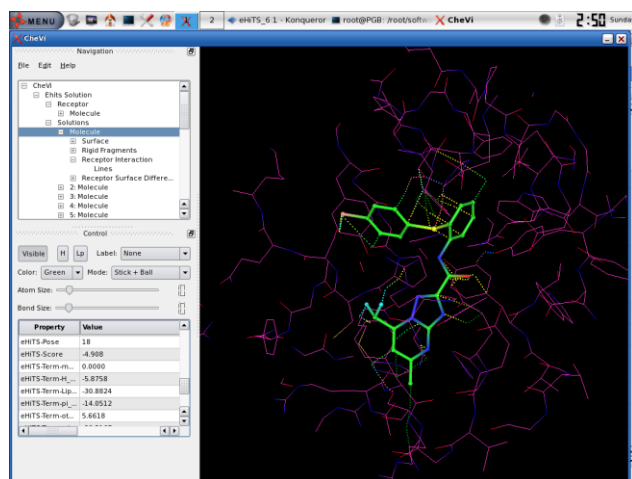 MENU 2 eHiTS_6.1 - Konqueror root@PGB: /root/soft CheVi 2:50 Sunda
CheVi
Navigation
File Edit Help
CheVi
Ehits Solution
Receptor
Molecule
Solutions
Molecule
Surface
Rigid Fragments
Receptor Interaction
Lines
Receptor Surface Differe...
2: Molecule
3: Molecule
4: Molecule
5: Molecule
Control
Visible H Lp Label: None
Color: Green Mode: Stick + Ball
Atom Size:
Bond Size:
Property Value
eHiTS-Pose 18
eHiTS-Score -4.908
eHiTS-Term-m... 0.0000
eHiTS-Term-H_... -5.8758
eHiTS-Term-Lip... -30.8824
eHiTS-Term-pi_... -14.0512
eHiTS-Term-ot... 5.6618